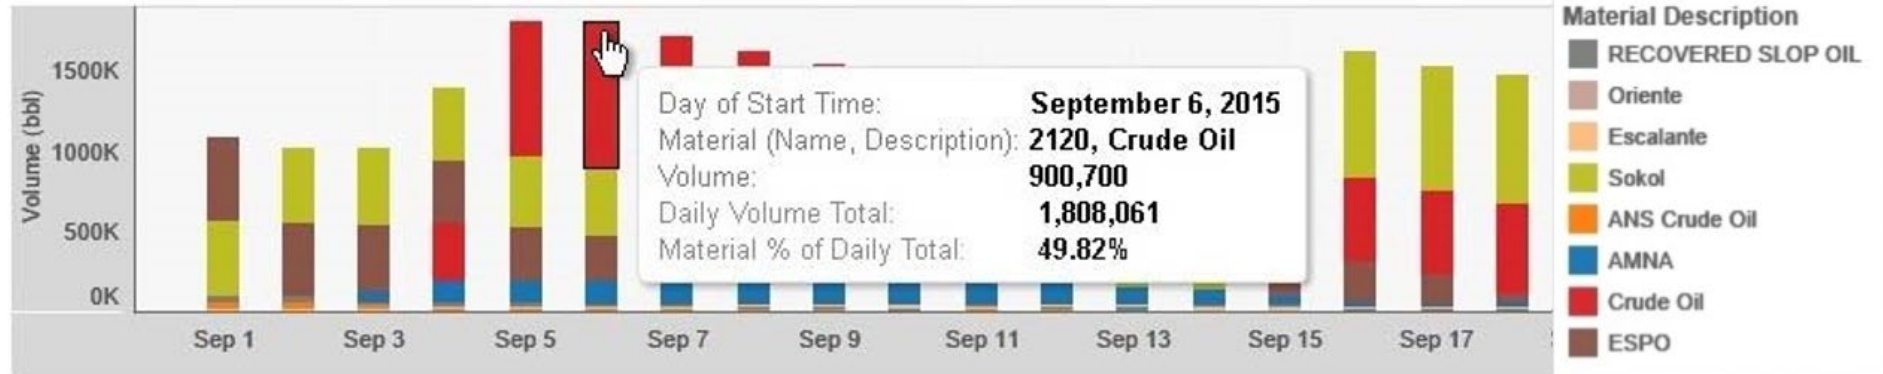 Volume (bbl)
1500K
1000K
500K
0K
Sep 1
Sep 3
Sep 5
Sep 7
Sep 9
Sep 11
Sep 13
Sep 15
Sep 17
Day of Start Time: September 6, 2015
Material (Name, Description): 2120, Crude Oil
Volume: 900,700
Daily Volume Total: 1,808,061
Material % of Daily Total: 49.82%
Material Description
RECOVERED SLOP OIL
Oriente
Escalante
Sokol
ANS Crude Oil
AMNA
Crude Oil
ESPO